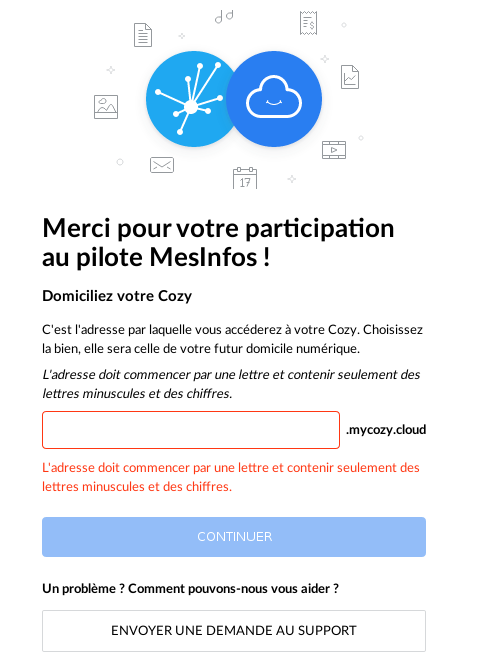 17
Merci pour votre participation
au pilote MesInfos !
Domiciliez votre Cozy
C'est l'adresse par laquelle vous accéderez à votre Cozy. Choisissez
la bien, elle sera celle de votre futur domicile numérique.
L'adresse doit commencer par une lettre et contenir seulement des
lettres minuscules et des chiffres.
.mycozy.cloud
L'adresse doit commencer par une lettre et contenir seulement des
lettres minuscules et des chiffres.
CONTINUER
Un problème ? Comment pouvons-nous vous aider ?
ENVOYER UNE DEMANDE AU SUPPORT